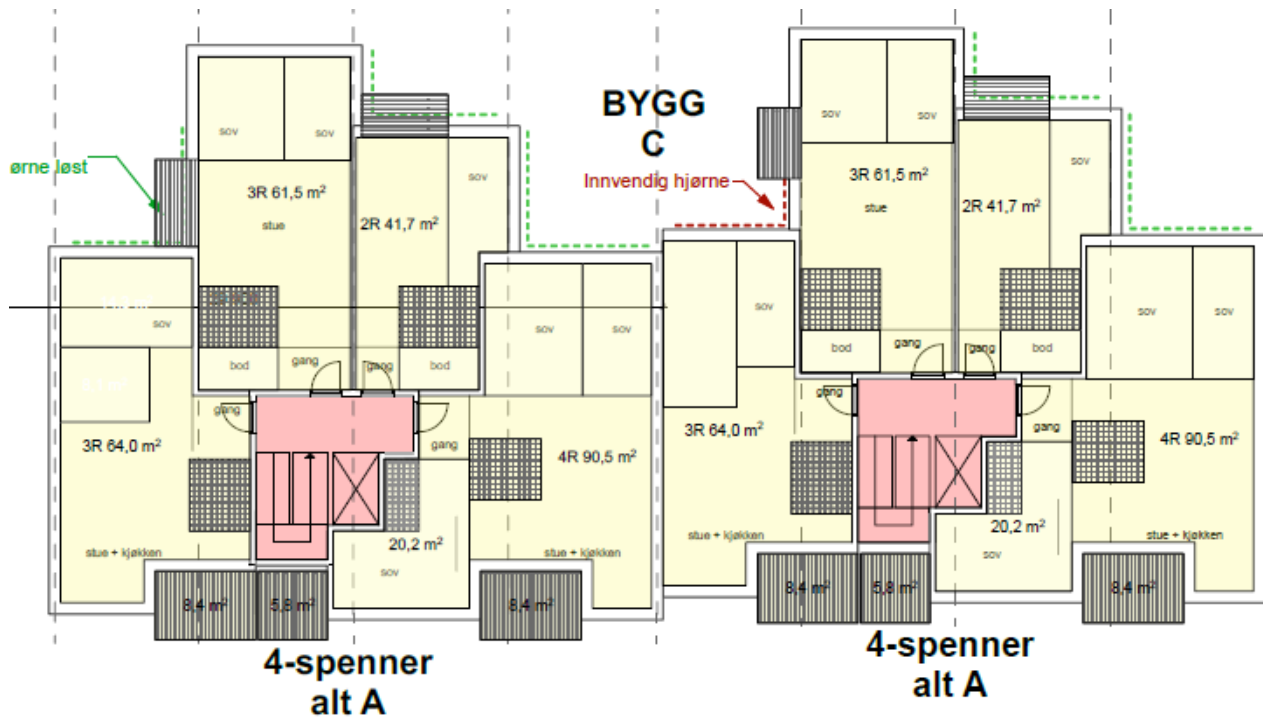 BYGG
C
ørne løst
Innvendig hjørne
sov
sov
sov
3R 61,5 m²
stue
2R 41,7 m²
sov
sov
sov
bod
gang
gang
bod
gang
gang
3R 64,0 m²
4R 90,5 m²
20,2 m²
stue + kjøkken
stue + kjøkken
sov
8,4 m²
5,8 m²
8,4 m²
4-spenner
alt A
sov
sov
sov
3R 61,5 m²
stue
2R 41,7 m²
sov
sov
sov
bod
gang
gang
bod
gang
gang
3R 64,0 m²
4R 90,5 m²
20,2 m²
stue + kjøkken
stue + kjøkken
sov
8,4 m²
5,8 m²
8,4 m²
4-spenner
alt A